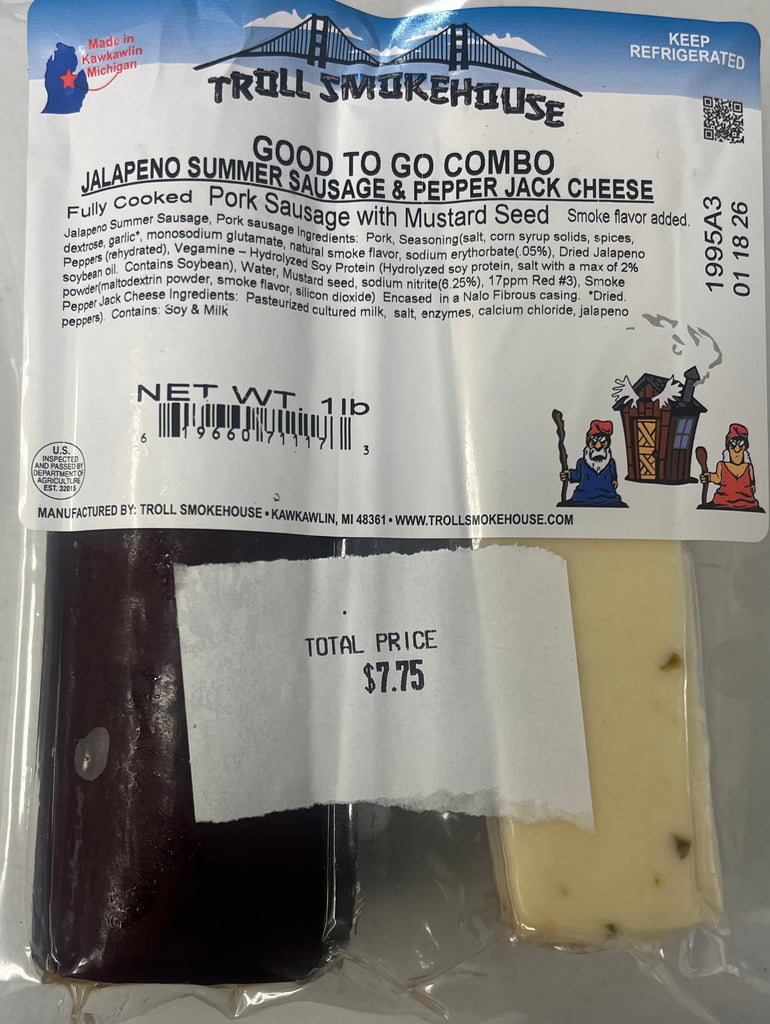 Made in
Kawkawlin
Michigan
KEEP
REFRIGERATED
TROLL SMOKEHOUSE
GOOD TO GO COMBO
JALAPENO SUMMER SAUSAGE & PEPPER JACK CHEESE
Fully Cooked Pork Sausage with Mustard Seed Smoke flavor added.
Jalapeno Summer Sausage, Pork sausage Ingredients: Pork, Seasoning(salt, corn syrup solids, spices,
dextrose, garlic*, monosodium glutamate, natural smoke flavor, sodium erythorbate(.05%), Dried Jalapeno
Peppers (rehydrated), Vegamine – Hydrolyzed Soy Protein (Hydrolyzed soy protein, salt with a max of 2%
soybean oil. Contains Soybean), Water, Mustard seed, sodium nitrite(6.25%), 17ppm Red #3), Smoke
powder(maltodextrin powder, smoke flavor, silicon dioxide) Encased in a Nalo Fibrous casing. *Dried.
Pepper Jack Cheese Ingredients: Pasteurized cultured milk, salt, enzymes, calcium chloride, jalapeno
peppers). Contains: Soy & Milk
1995A3
01 18 26
NET WT. 1lb
6 19660 71117 3
U.S.
INSPECTED
AND PASSED BY
DEPARTMENT OF
AGRICULTURE
EST. 32015
MANUFACTURED BY: TROLL SMOKEHOUSE • KAWKAWLIN, MI 48361 • WWW.TROLLSMOKEHOUSE.COM
TOTAL PRICE
$7.75